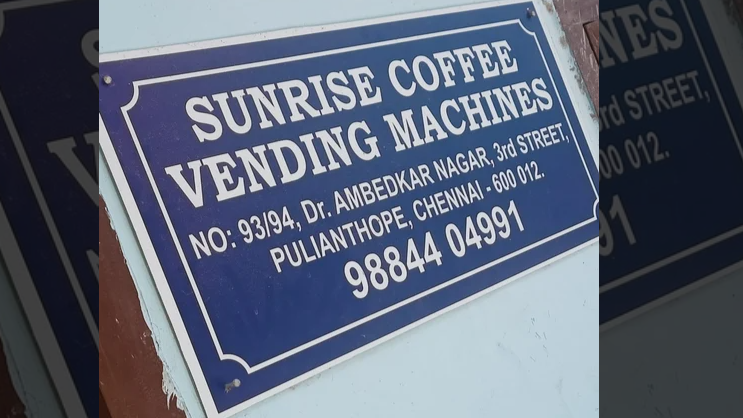 SUNRISE COFFEE
VENDING MACHINES
NO: 93/94, Dr. AMBEDKAR NAGAR, 3rd STREET,
PULIANTHOPE, CHENNAI - 600 012.
98844 04991